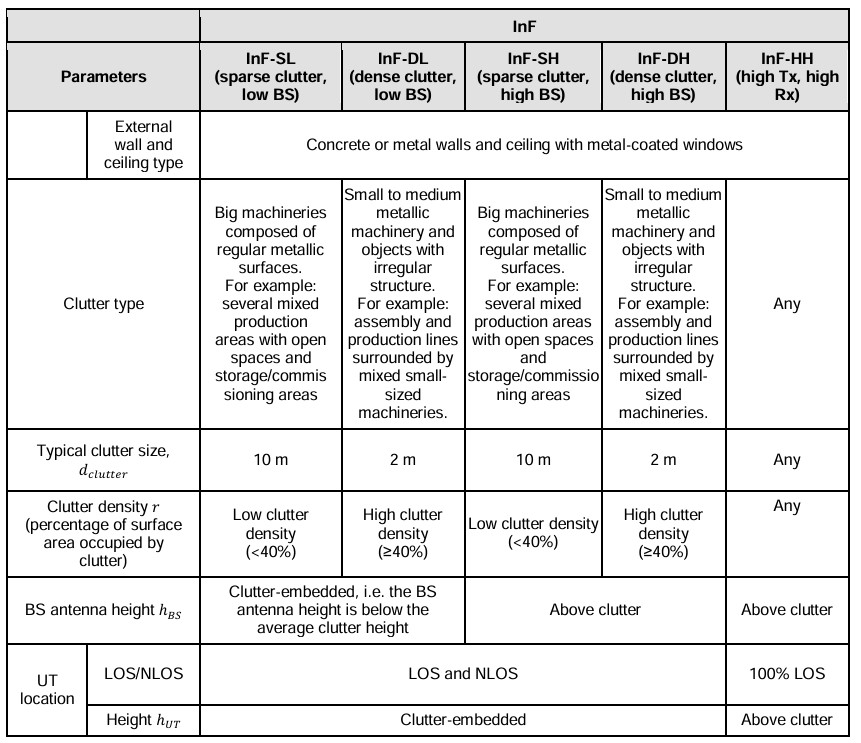 InF
Parameters
InF-SL
(sparse clutter,
low BS)
InF-DL
(dense clutter,
low BS)
InF-SH
(sparse clutter,
high BS)
InF-DH
(dense clutter,
high BS)
InF-HH
(high Tx, high
Rx)
External
wall and
ceiling type
Concrete or metal walls and ceiling with metal-coated windows
Clutter type
Big machineries
composed of
regular metallic
surfaces.
For example:
several mixed
production
areas with open
spaces and
storage/commis
sioning areas
Small to medium
metallic
machinery and
objects with
irregular
structure.
For example:
assembly and
production lines
surrounded by
mixed small-
sized
machineries.
Big machineries
composed of
regular metallic
surfaces.
For example:
several mixed
production areas
with open spaces
and
storage/commissio
ning areas
Small to medium
metallic
machinery and
objects with
irregular
structure.
For example:
assembly and
production lines
surrounded by
mixed small-
sized
machineries.
Any
Typical clutter size,
d_clutter
10 m
2 m
10 m
2 m
Any
Clutter density r
(percentage of surface
area occupied by
clutter)
Low clutter
density
(<40%)
High clutter
density
(≥40%)
Low clutter density
(<40%)
High clutter
density
(≥40%)
Any
BS antenna height h_BS
Clutter-embedded, i.e. the BS
antenna height is below the
average clutter height
Above clutter
Above clutter
UT
location
LOS/NLOS
LOS and NLOS
100% LOS
Height h_UT
Clutter-embedded
Above clutter